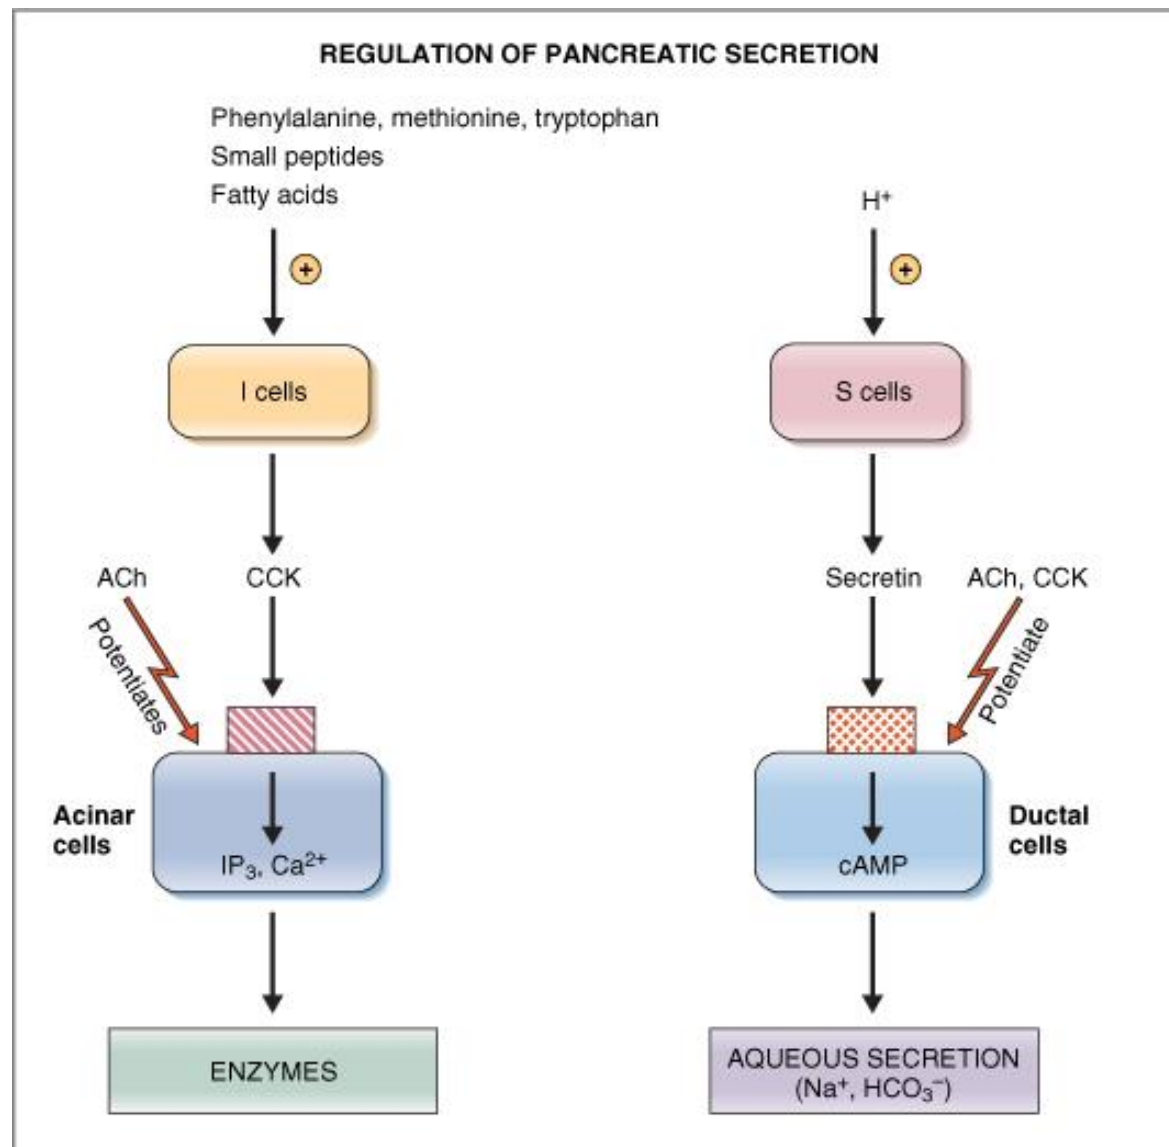 REGULATION OF PANCREATIC SECRETION
Phenylalanine, methionine, tryptophan
Small peptides
Fatty acids
+
I cells
ACh
CCK
Potentiates
Acinar
cells
IP₃, Ca²⁺
ENZYMES
H⁺
+
S cells
Secretin
ACh, CCK
Potentiate
Ductal
cells
cAMP
AQUEOUS SECRETION
(Na⁺, HCO₃⁻)